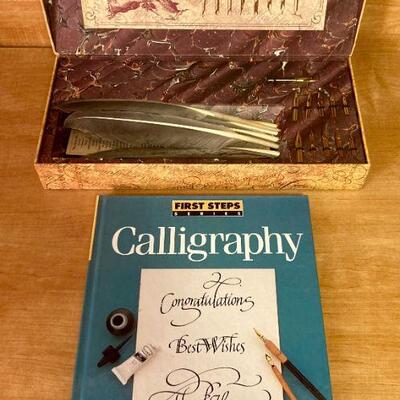 FIRST STEPS
SERIES
Calligraphy
Congratulations
Best Wishes